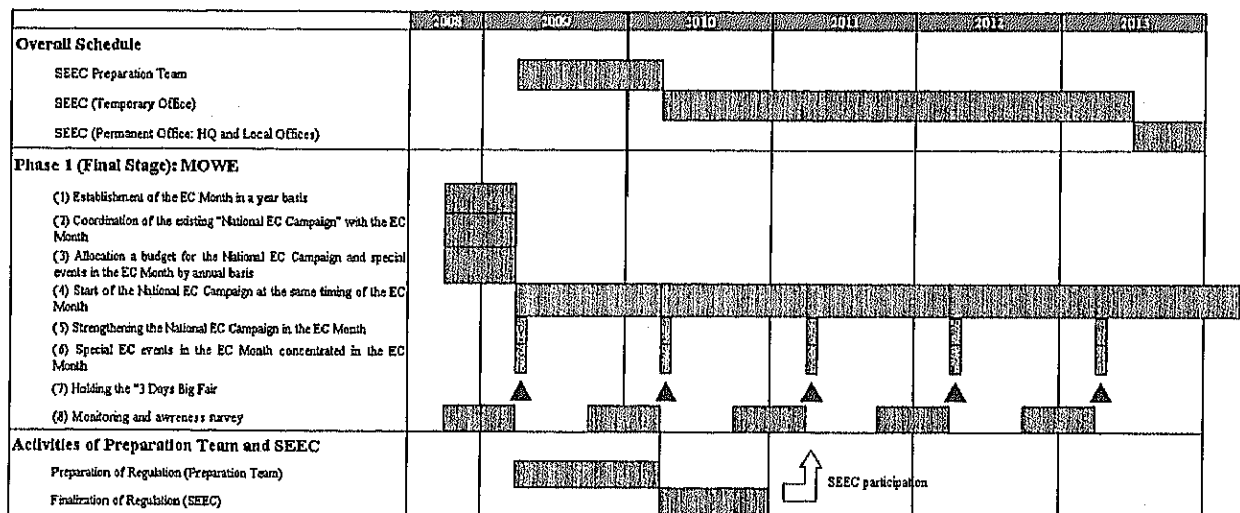 2008 2009 2010 2011 2012 2013
Overall Schedule
SEEC Preparation Team
SEEC (Temporary Office)
SEEC (Permanent Office: HQ and Local Offices)
Phase 1 (Final Stage): MOWE
(1) Establishment of the EC Month in a year basis
(2) Coordination of the existing "National EC Campaign" with the EC
Month
(3) Allocation a budget for the National EC Campaign and special
events in the EC Month by annual basis
(4) Start of the National EC Campaign at the same timing of the EC
Month
(5) Strengthening the National EC Campaign in the EC Month
(6) Special EC events in the EC Month concentrated in the EC
Month
(7) Holding the "3 Days Big Fair
(8) Monitoring and awreness survey
Activities of Preparation Team and SEEC
Preparation of Regulation (Preparation Team)
SEEC participation
Finalization of Regulation (SEEC)